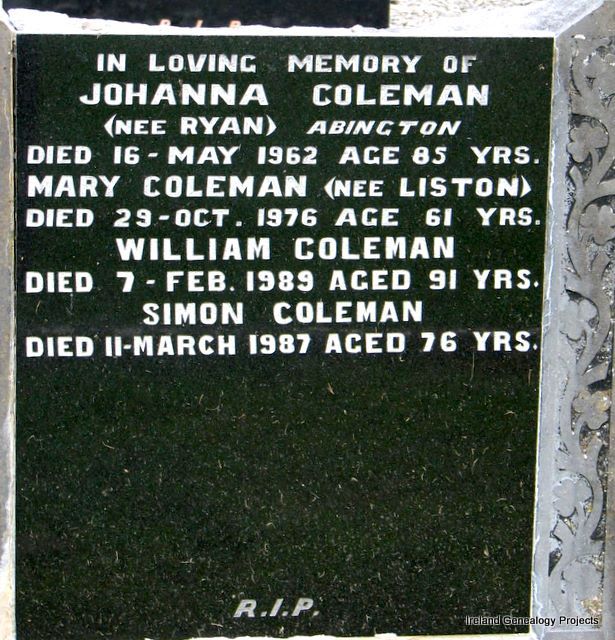 R I P
IN LOVING MEMORY OF
JOHANNA COLEMAN
(NEE RYAN) ABINGTON
DIED 16 - MAY 1962 AGE 85 YRS.
MARY COLEMAN (NEE LISTON)
DIED 29-OCT. 1976 AGE 61 YRS.
WILLIAM COLEMAN
DIED 7 - FEB. 1989 AGED 91 YRS.
SIMON COLEMAN
DIED 11-MARCH 1987 AGED 76 YRS.
R.I.P.
Ireland Genealogy Projects